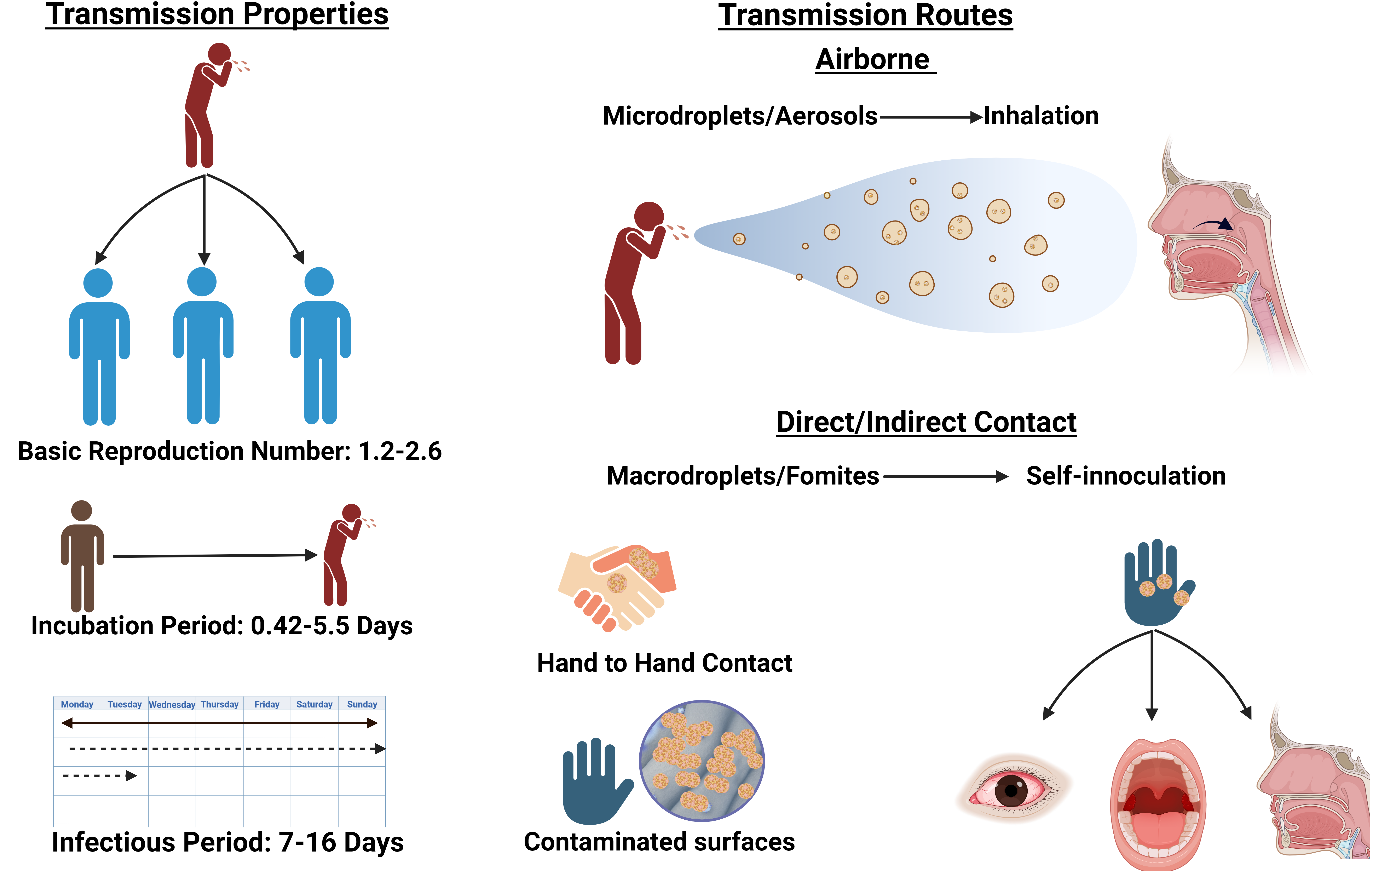 Transmission Properties
Basic Reproduction Number: 1.2-2.6
Incubation Period: 0.42-5.5 Days
Monday Tuesday Wednesday Thursday Friday Saturday Sunday
Infectious Period: 7-16 Days
Transmission Routes
Airborne
Microdroplets/Aerosols Inhalation
Direct/Indirect Contact
Macrodroplets/Fomites Self-innoculation
Hand to Hand Contact
Contaminated surfaces